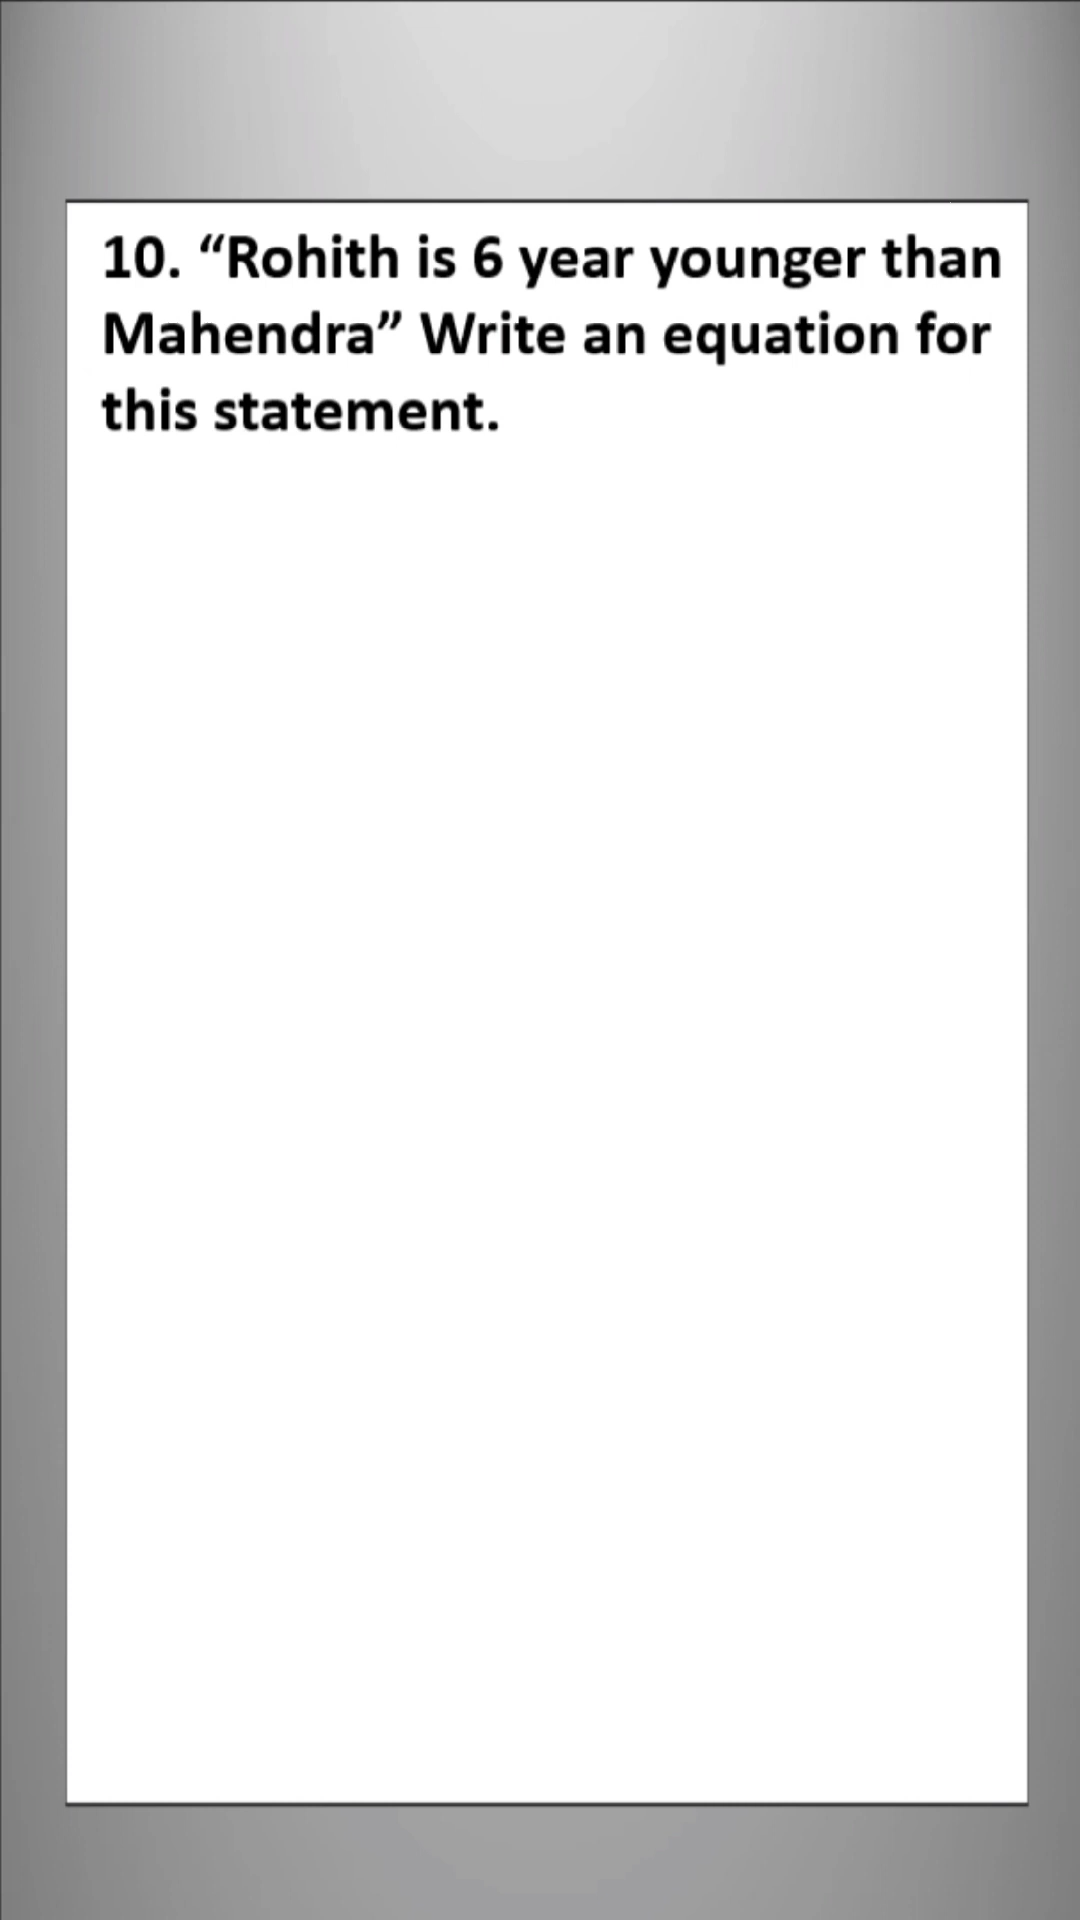 10. “Rohith is 6 year younger than
Mahendra” Write an equation for
this statement.